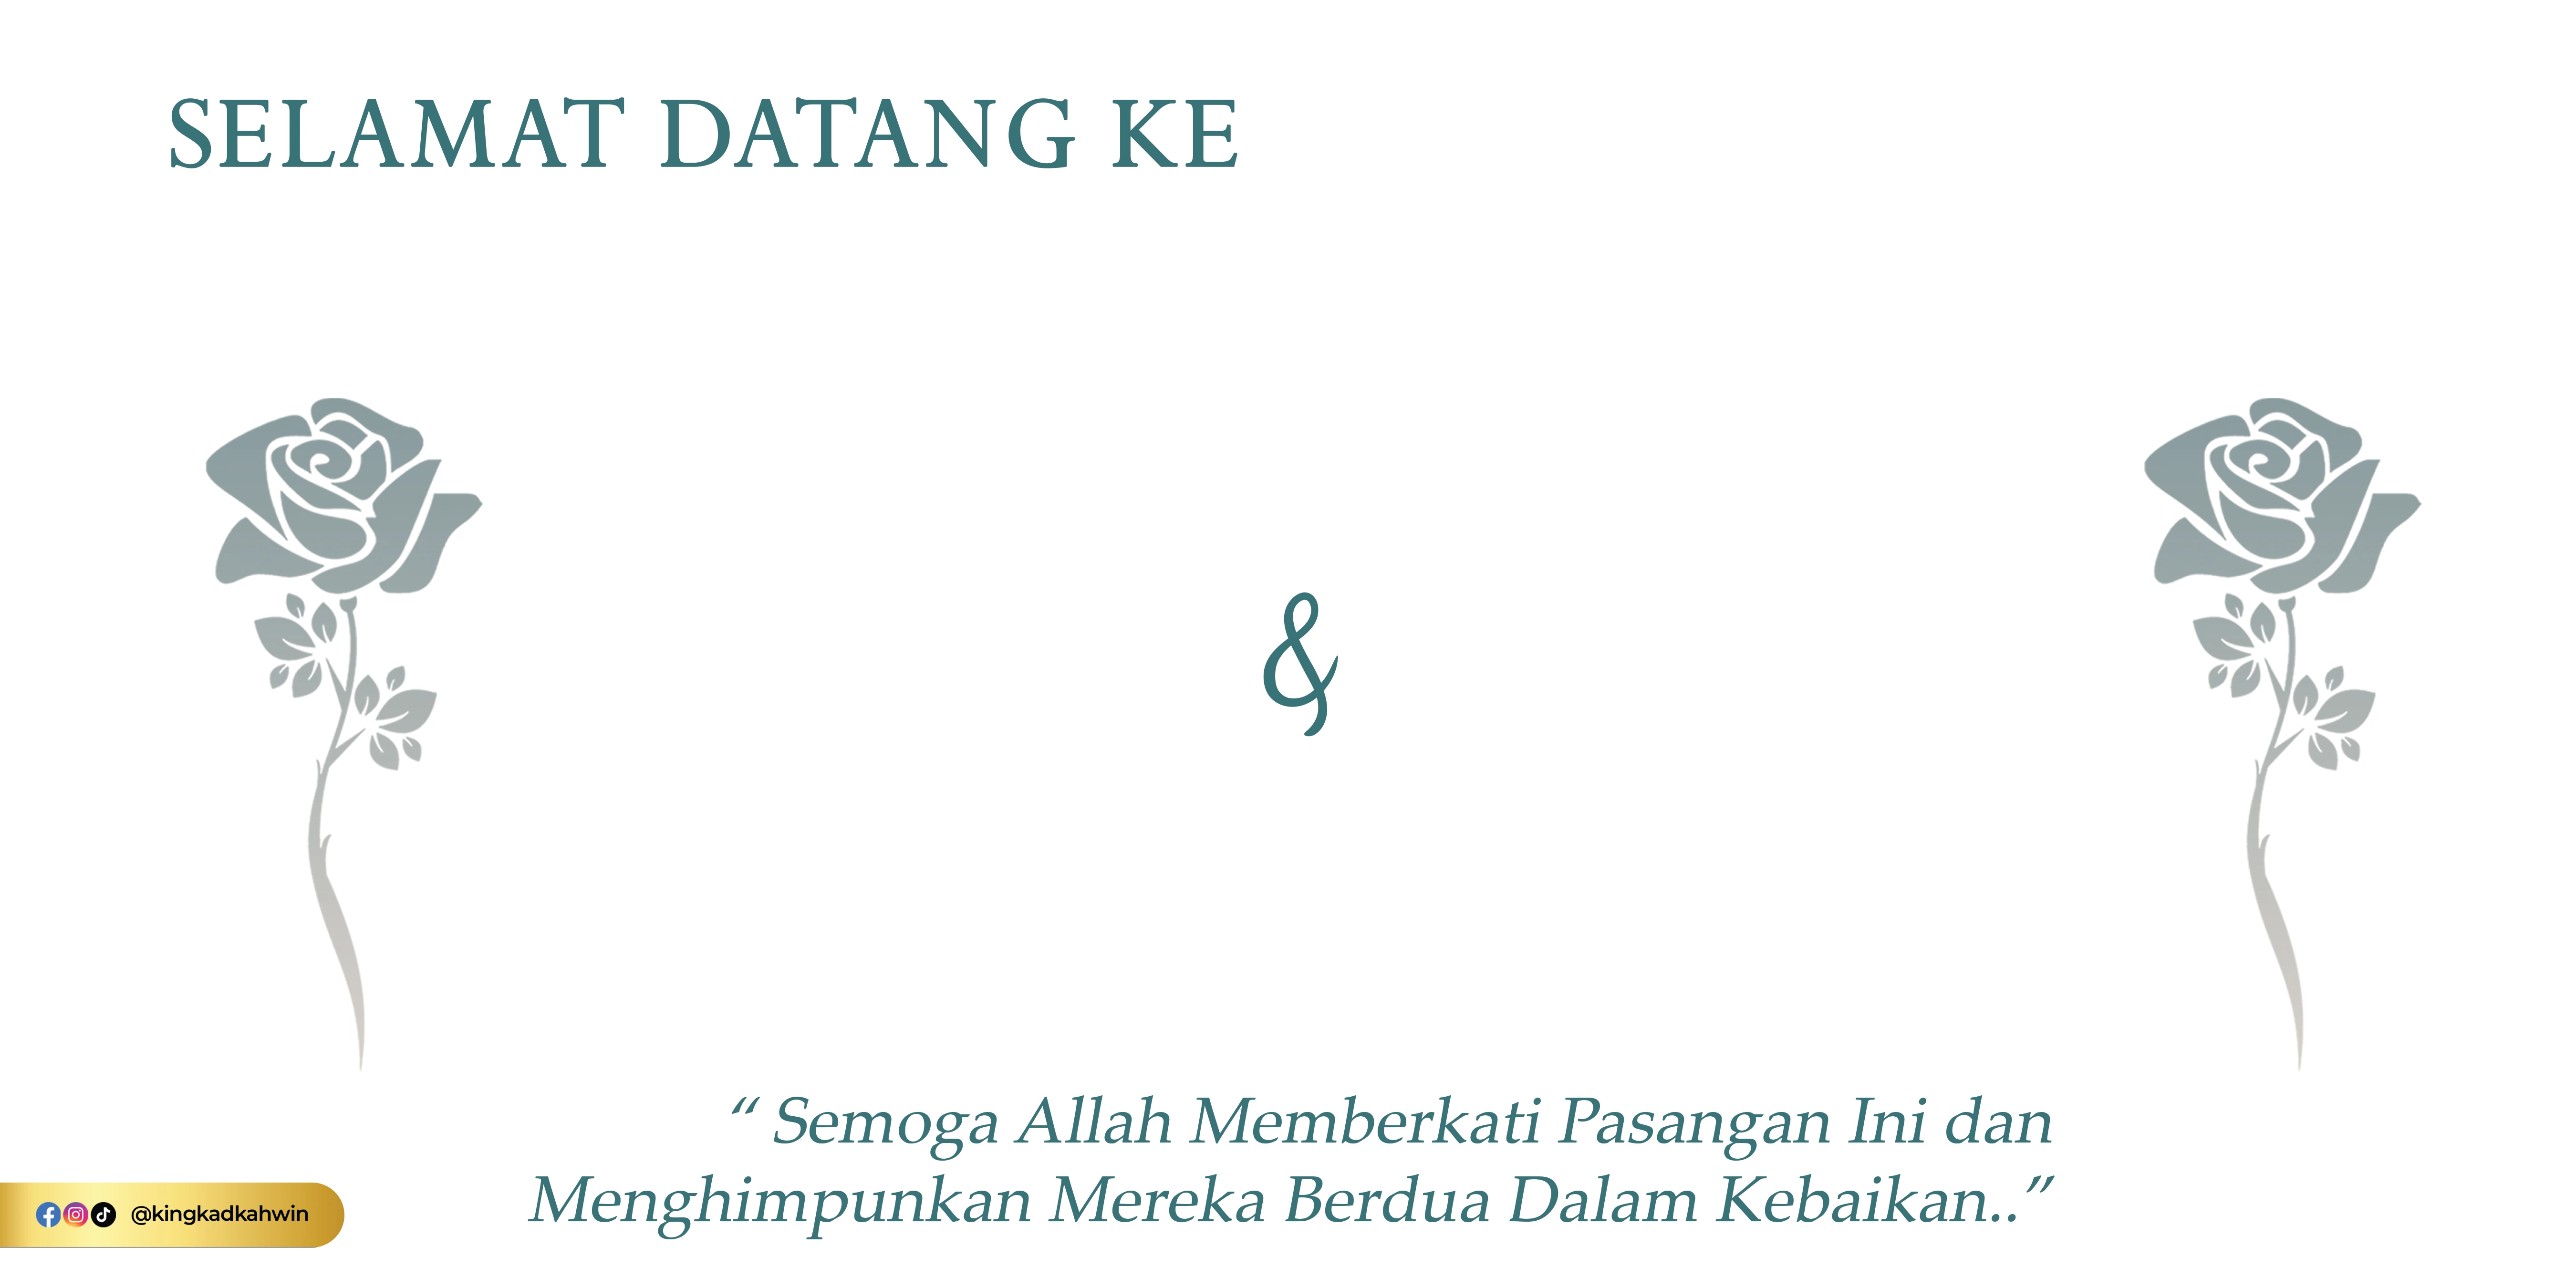 SELAMAT DATANG KE
&
“ Semoga Allah Memberkati Pasangan Ini dan
Menghimpunkan Mereka Berdua Dalam Kebaikan..”
@kingkadkahwin